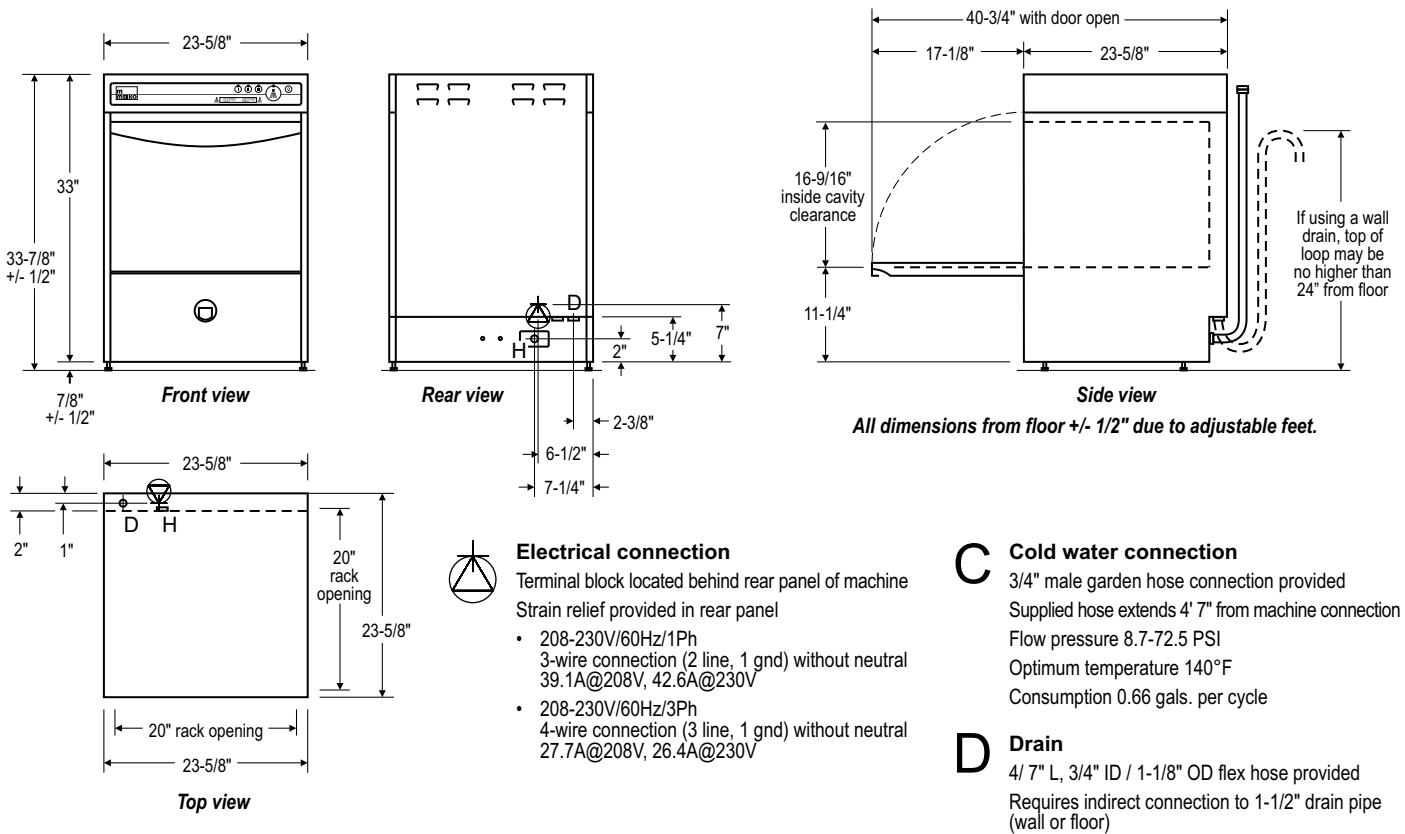 23-5/8"
33"
33-7/8"
+/- 1/2"
7/8"
+/- 1/2"
Front view
D
H
2"
5-1/4"
7"
2-3/8"
6-1/2"
7-1/4"
Rear view
40-3/4" with door open
17-1/8"
23-5/8"
16-9/16"
inside cavity
clearance
11-1/4"
If using a wall
drain, top of
loop may be
no higher than
24” from floor
Side view
All dimensions from floor +/- 1/2" due to adjustable feet.
23-5/8"
D
H
2"
1"
20"
rack
opening
23-5/8"
20" rack opening
23-5/8"
Top view
Electrical connection
Terminal block located behind rear panel of machine
Strain relief provided in rear panel
• 208-230V/60Hz/1Ph
3-wire connection (2 line, 1 gnd) without neutral
39.1A@208V, 42.6A@230V
• 208-230V/60Hz/3Ph
4-wire connection (3 line, 1 gnd) without neutral
27.7A@208V, 26.4A@230V
C
Cold water connection
3/4" male garden hose connection provided
Supplied hose extends 4' 7" from machine connection
Flow pressure 8.7-72.5 PSI
Optimum temperature 140°F
Consumption 0.66 gals. per cycle
D
Drain
4/ 7" L, 3/4" ID / 1-1/8" OD flex hose provided
Requires indirect connection to 1-1/2" drain pipe
(wall or floor)